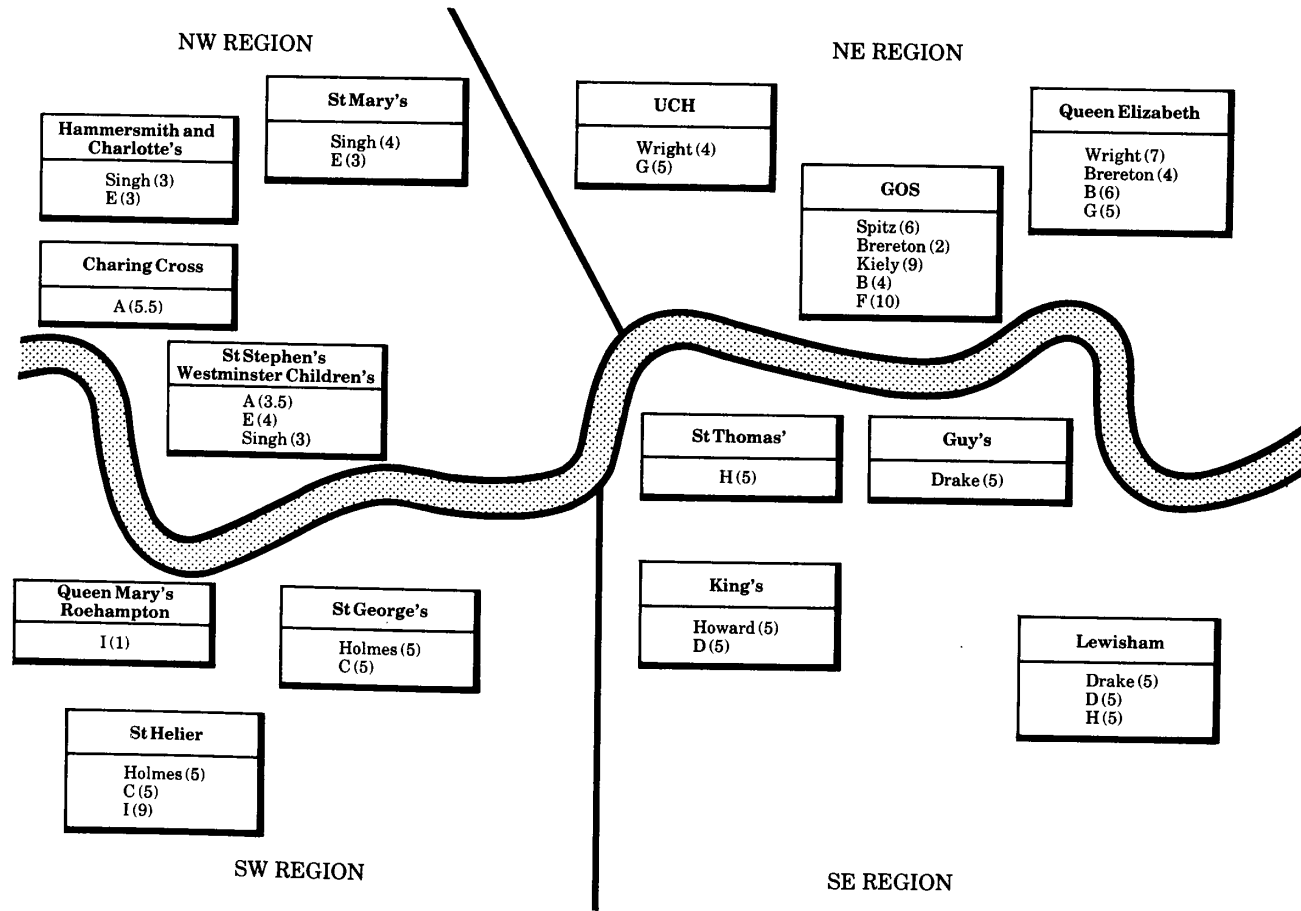 NW REGION
St Mary's
Singh (4)
E (3)
Hammersmith and
Charlotte's
Singh (3)
E (3)
Charing Cross
A (5.5)
St Stephen's
Westminster Children's
A (3.5)
E (4)
Singh (3)
NE REGION
UCH
Wright (4)
G (5)
GOS
Spitz (6)
Brereton (2)
Kiely (9)
B (4)
F (10)
Queen Elizabeth
Wright (7)
Brereton (4)
B (6)
G (5)
Queen Mary's
Roehampton
I (1)
St George's
Holmes (5)
C (5)
St Helier
Holmes (5)
C (5)
I (9)
SW REGION
St Thomas'
H (5)
Guy's
Drake (5)
King's
Howard (5)
D (5)
Lewisham
Drake (5)
D (5)
H (5)
SE REGION